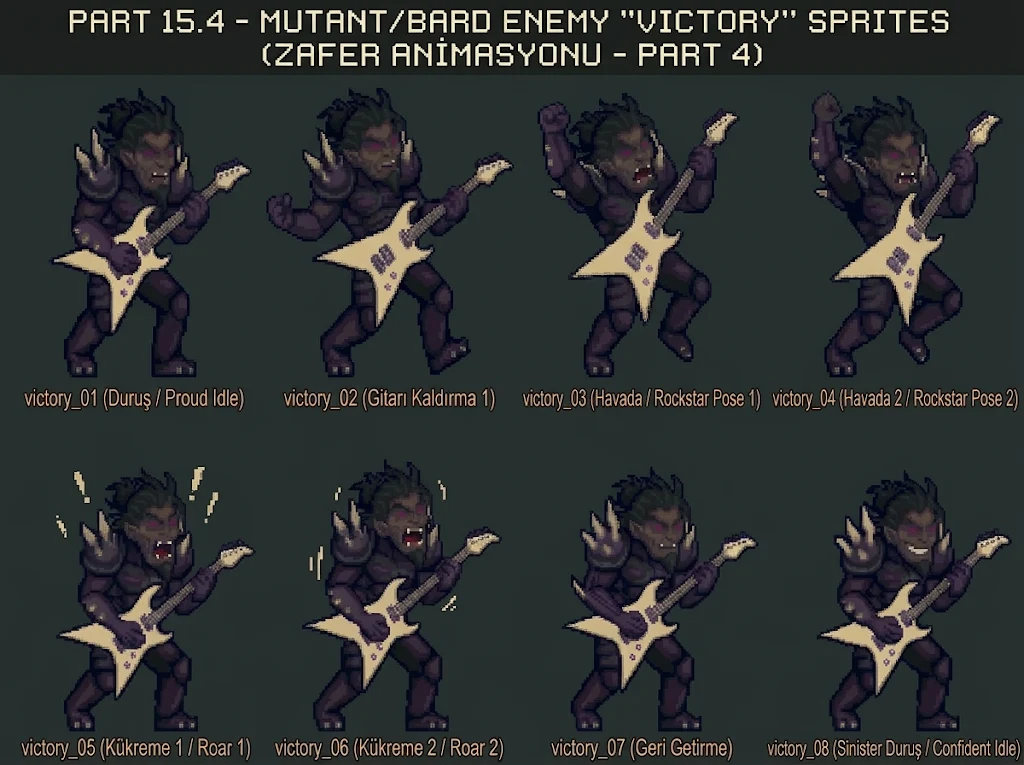 PART 15.4 - MUTANT/BARD ENEMY "VICTORY" SPRITES
(ZAFER ANİMASYONU - PART 4)
victory_01 (Duruş / Proud Idle)
victory_02 (Gitarı Kaldırma 1)
victory_03 (Havada / Rockstar Pose 1)
victory_04 (Havada 2 / Rockstar Pose 2)
victory_05 (Kükreme 1 / Roar 1)
victory_06 (Kükreme 2 / Roar 2)
victory_07 (Geri Getirme)
victory_08 (Sinister Duruş / Confident Idle)